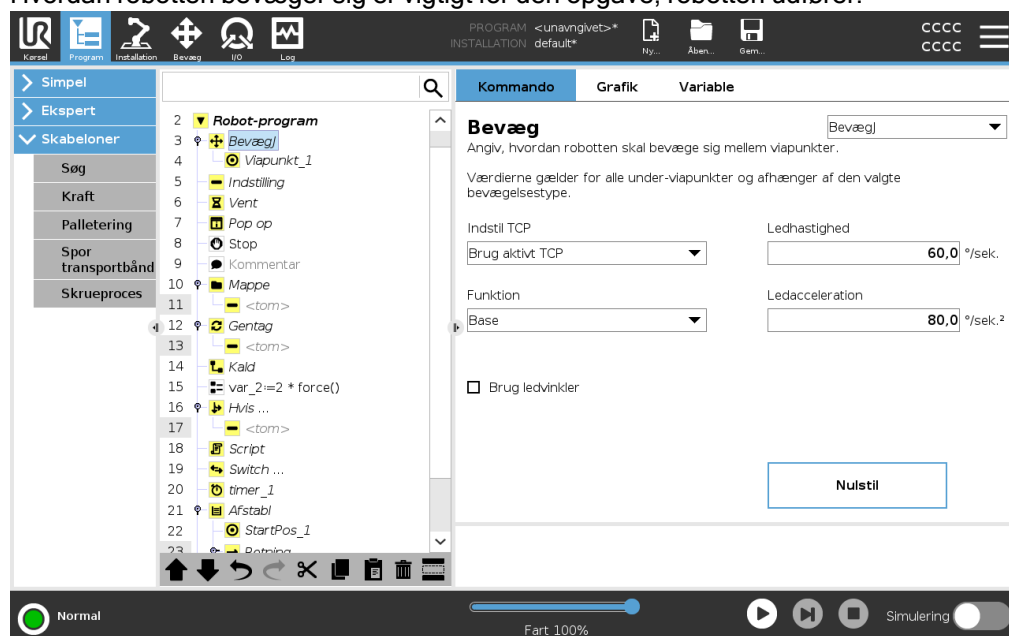 Hvordan robotten bevæger sig er vigtigt for den opgave, robotten udfører.
Kørsel
Program
Installation
Bevæg
I/O
Log
PROGRAM <unavngivet>*
INSTALLATION default*
Ny...
Åben...
Gem...
CCCC
CCCC
Simpel
Ekspert
Skabeloner
Søg
Kraft
Palletering
Spor
transportbånd
Skrueproces
2 Robot-program
3 BevægJ
4 Viapunkt_1
5 Indstilling
6 Vent
7 Pop op
8 Stop
9 Kommentar
10 Mappe
11 <tom>
12 Gentag
13 <tom>
14 Kald
15 var_2:=2 * force()
16 Hvis ...
17 <tom>
18 Script
19 Switch ...
20 timer_1
21 Afstabl
22 StartPos_1
23 Retning
Kommando
Grafik
Variable
Bevæg
BevægJ
Angiv, hvordan robotten skal bevæge sig mellem viapunkter.
Værdierne gælder for alle under-viapunkter og afhænger af den valgte
bevægelsestype.
Indstil TCP
Ledhastighed
Brug aktivt TCP
60,0 °/sek.
Funktion
Ledacceleration
Base
80,0 °/sek.²
Brug ledvinkler
Nulstil
Normal
Fart 100%
Simulering